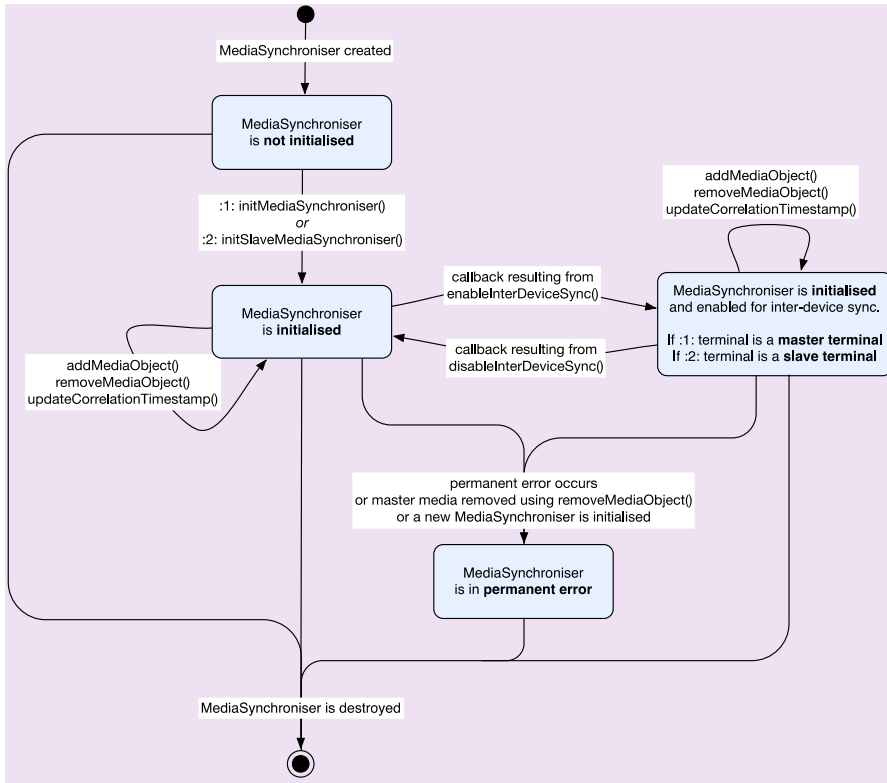 MediaSynchroniser created
MediaSynchroniser
is not initialised
:1: initMediaSynchroniser()
or
:2: initSlaveMediaSynchroniser()
addMediaObject()
removeMediaObject()
updateCorrelationTimestamp()
callback resulting from
enableInterDeviceSync()
MediaSynchroniser
is initialised
MediaSynchroniser is initialised
and enabled for inter-device sync.
If :1: terminal is a master terminal
If :2: terminal is a slave terminal
callback resulting from
disableInterDeviceSync()
addMediaObject()
removeMediaObject()
updateCorrelationTimestamp()
permanent error occurs
or master media removed using removeMediaObject()
or a new MediaSynchroniser is initialised
MediaSynchroniser
is in permanent error
MediaSynchroniser is destroyed